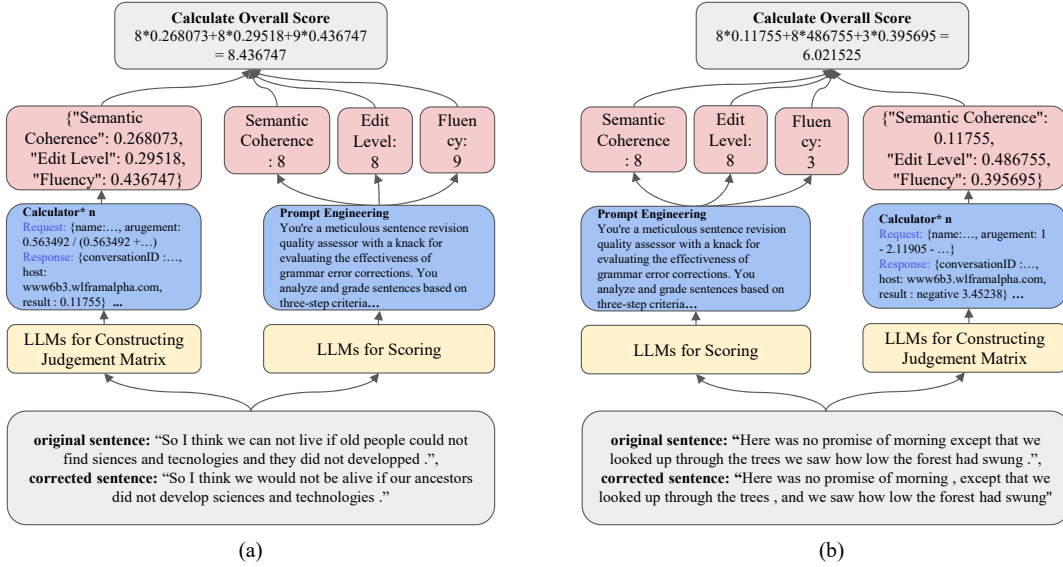 Calculate Overall Score
8*0.268073+8*0.29518+9*0.436747
= 8.436747
{"Semantic
Coherence": 0.268073,
"Edit Level": 0.29518,
"Fluency": 0.436747}
Semantic
Coherence
: 8
Edit
Level:
8
Fluen
cy:
9
Calculator* n
Request: {name:…, arugement:
0.563492 / (0.563492 +…)
Response: {conversationID :…,
host:
www6b3.wlframalpha.com,
result : 0.11755} ...
Prompt Engineering
You're a meticulous sentence revision
quality assessor with a knack for
evaluating the effectiveness of
grammar error corrections. You
analyze and grade sentences based on
three-step criteria…
LLMs for Constructing
Judgement Matrix
LLMs for Scoring
original sentence: “So I think we can not live if old people could not
find siences and tecnologies and they did not developped .”,
corrected sentence: “So I think we would not be alive if our ancestors
did not develop sciences and technologies .”
(a)
Calculate Overall Score
8*0.11755+8*486755+3*0.395695 =
6.021525
Semantic
Coherence
: 8
Edit
Level:
8
Fluen
cy:
3
{"Semantic Coherence":
0.11755,
"Edit Level": 0.486755,
"Fluency": 0.395695}
Prompt Engineering
You're a meticulous sentence revision
quality assessor with a knack for
evaluating the effectiveness of
grammar error corrections. You
analyze and grade sentences based on
three-step criteria…
Calculator* n
Request: {name:…, arugement: 1
- 2.11905 - …}
Response: {conversationID :…,
host: www6b3.wlframalpha.com,
result : negative 3.45238} …
LLMs for Scoring
LLMs for Constructing
Judgement Matrix
original sentence: “Here was no promise of morning except that we
looked up through the trees we saw how low the forest had swung .”,
corrected sentence: “Here was no promise of morning , except that we
looked up through the trees , and we saw how low the forest had swung"
(b)